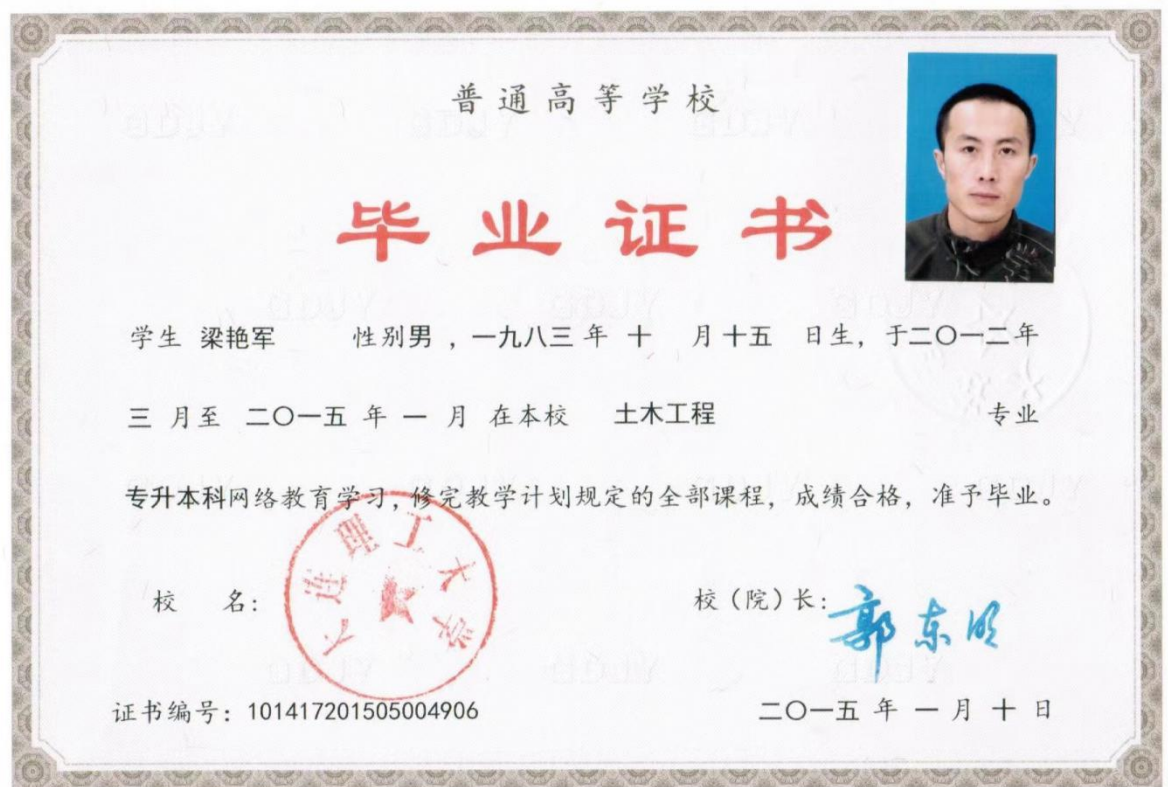 普通高等学校
毕业证书
学生 梁艳军 性别男，一九八三年 十 月十五 日生，于二〇一二年
三 月至 二〇一五 年 一 月 在本校 土木工程 专业
专升本科网络教育学习，修完教学计划规定的全部课程，成绩合格，准予毕业。
大连理工大学
校 名：
校（院）长：郭东明
证书编号：101417201505004906
二〇一五 年 一 月 十 日